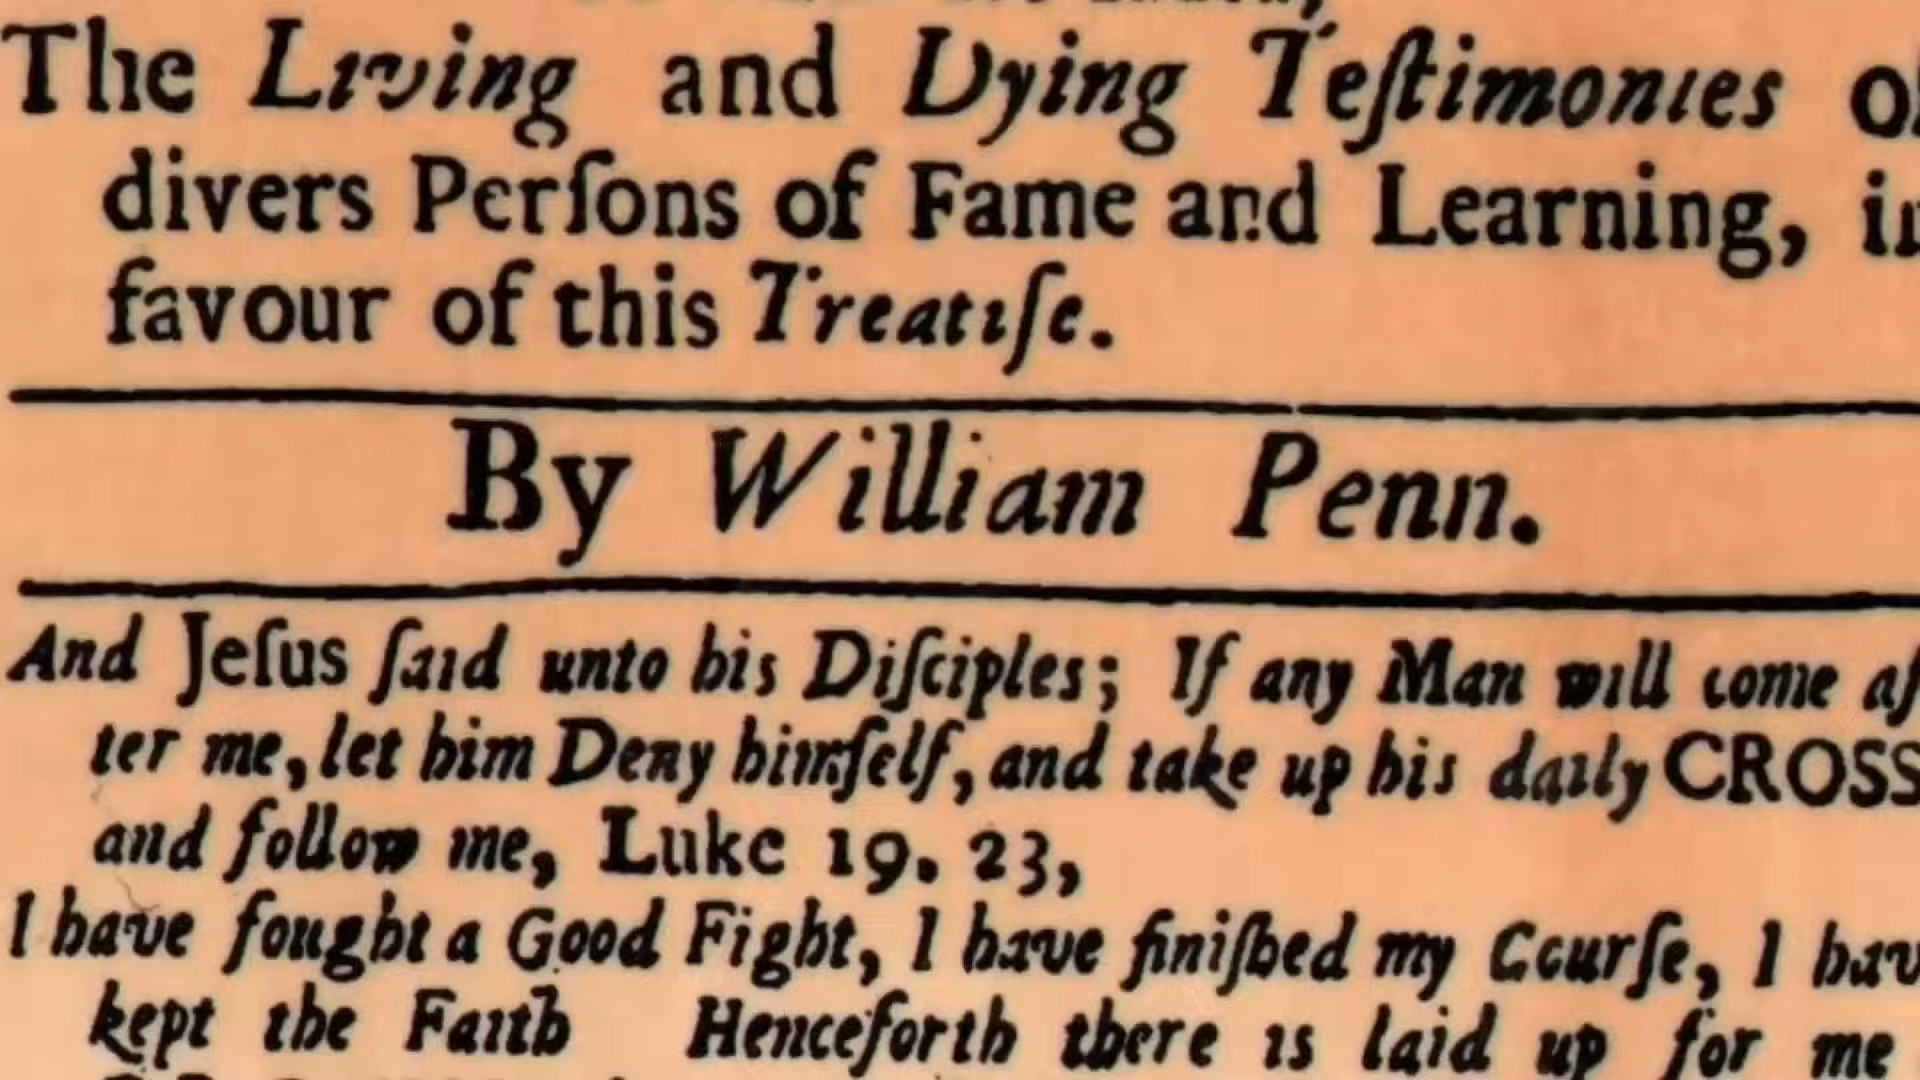 The Living and Dying Teſtimonies of
divers Perſons of Fame and Learning, in
favour of this Treatiſe.
By William Penn.
And Jeſus ſaid unto his Diſciples; If any Man will come af
ter me, let him Deny himſelf, and take up his daily CROSS
and follow me, Luke 19. 23,
I have fought a Good Fight, I have finiſhed my Courſe, I hav
kept the Faith Henceforth there is laid up for me